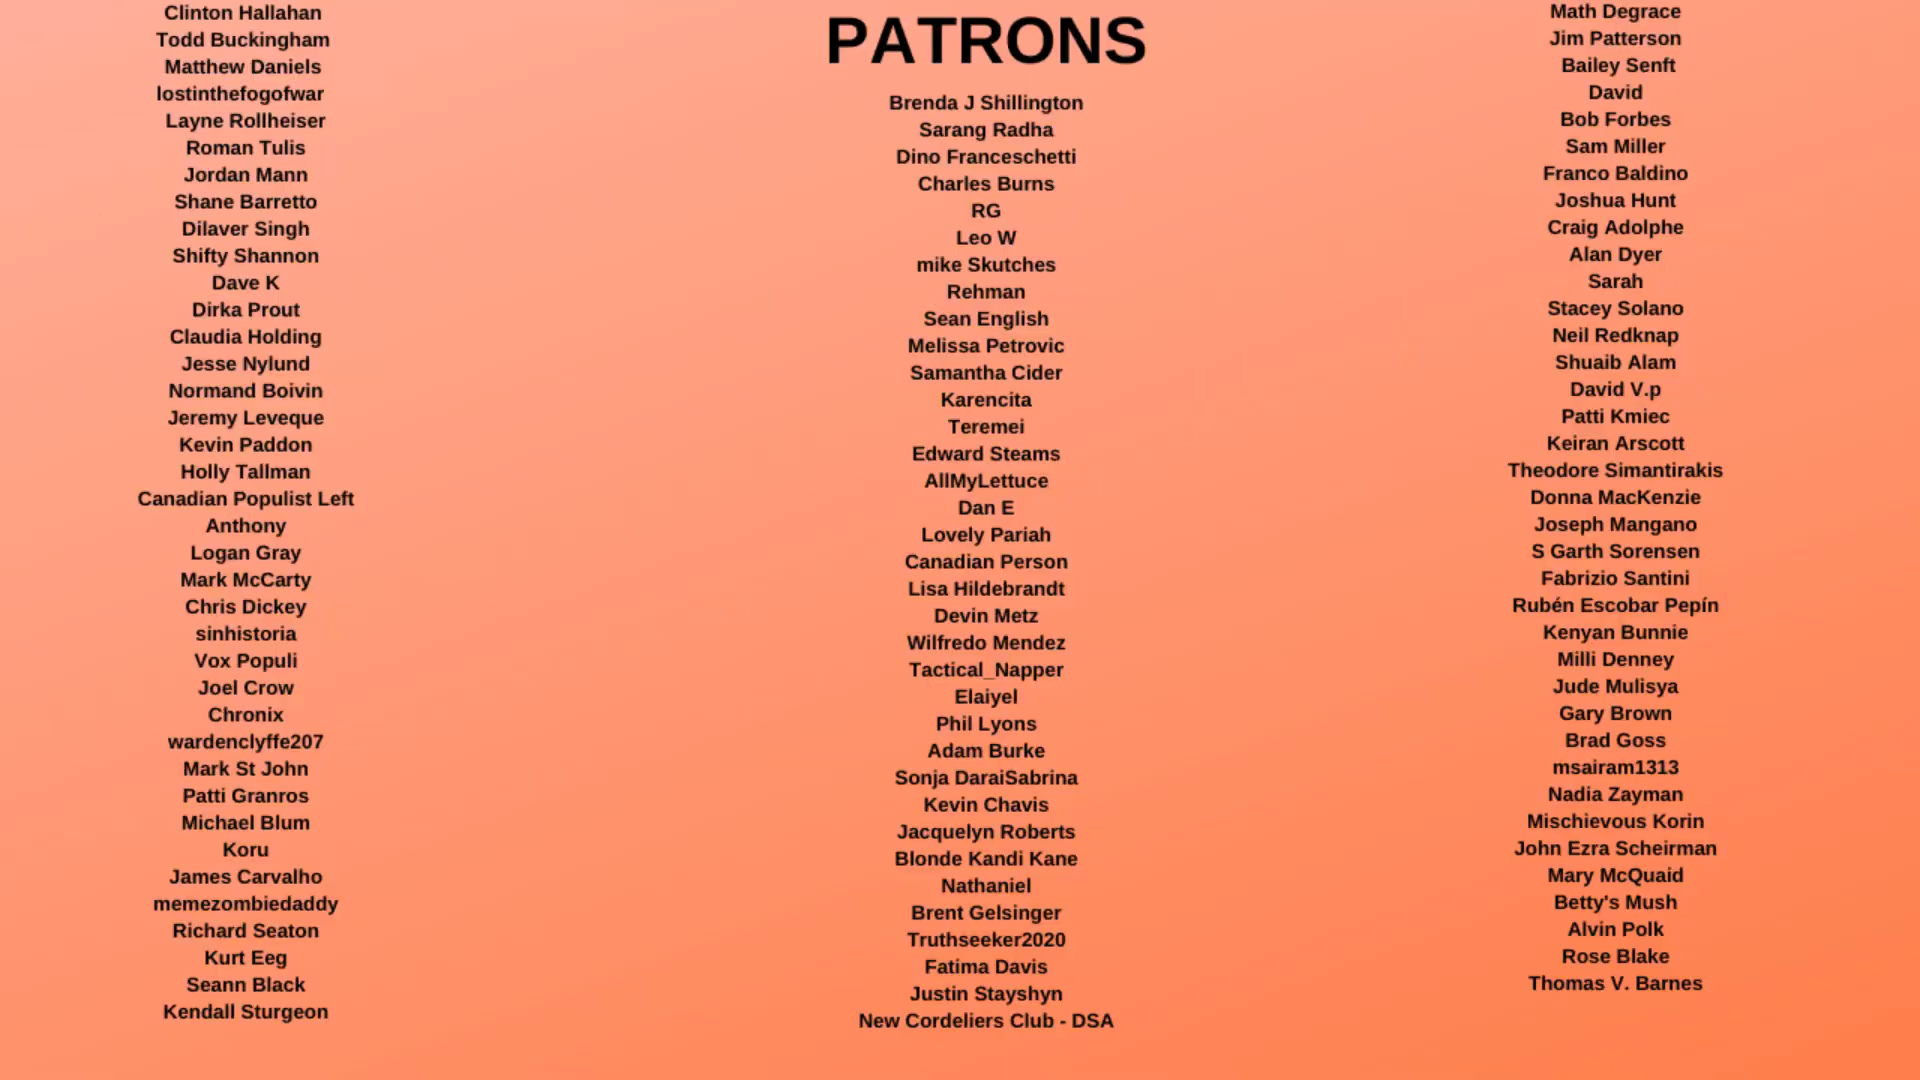 Clinton Hallahan
Todd Buckingham
Matthew Daniels
lostinthefogofwar
Layne Rollheiser
Roman Tulis
Jordan Mann
Shane Barretto
Dilaver Singh
Shifty Shannon
Dave K
Dirka Prout
Claudia Holding
Jesse Nylund
Normand Boivin
Jeremy Leveque
Kevin Paddon
Holly Tallman
Canadian Populist Left
Anthony
Logan Gray
Mark McCarty
Chris Dickey
sinhistoria
Vox Populi
Joel Crow
Chronix
wardenclyffe207
Mark St John
Patti Granros
Michael Blum
Koru
James Carvalho
memezombiedaddy
Richard Seaton
Kurt Eeg
Seann Black
Kendall Sturgeon
PATRONS
Brenda J Shillington
Sarang Radha
Dino Franceschetti
Charles Burns
RG
Leo W
mike Skutches
Rehman
Sean English
Melissa Petrovic
Samantha Cider
Karencita
Teremei
Edward Steams
AllMyLettuce
Dan E
Lovely Pariah
Canadian Person
Lisa Hildebrandt
Devin Metz
Wilfredo Mendez
Tactical_Napper
Elaiyel
Phil Lyons
Adam Burke
Sonja DaraiSabrina
Kevin Chavis
Jacquelyn Roberts
Blonde Kandi Kane
Nathaniel
Brent Gelsinger
Truthseeker2020
Fatima Davis
Justin Stayshyn
New Cordeliers Club - DSA
Math Degrace
Jim Patterson
Bailey Senft
David
Bob Forbes
Sam Miller
Franco Baldino
Joshua Hunt
Craig Adolphe
Alan Dyer
Sarah
Stacey Solano
Neil Redknap
Shuaib Alam
David V.p
Patti Kmiec
Keiran Arscott
Theodore Simantirakis
Donna MacKenzie
Joseph Mangano
S Garth Sorensen
Fabrizio Santini
Rubén Escobar Pepín
Kenyan Bunnie
Milli Denney
Jude Mulisya
Gary Brown
Brad Goss
msairam1313
Nadia Zayman
Mischievous Korin
John Ezra Scheirman
Mary McQuaid
Betty's Mush
Alvin Polk
Rose Blake
Thomas V. Barnes